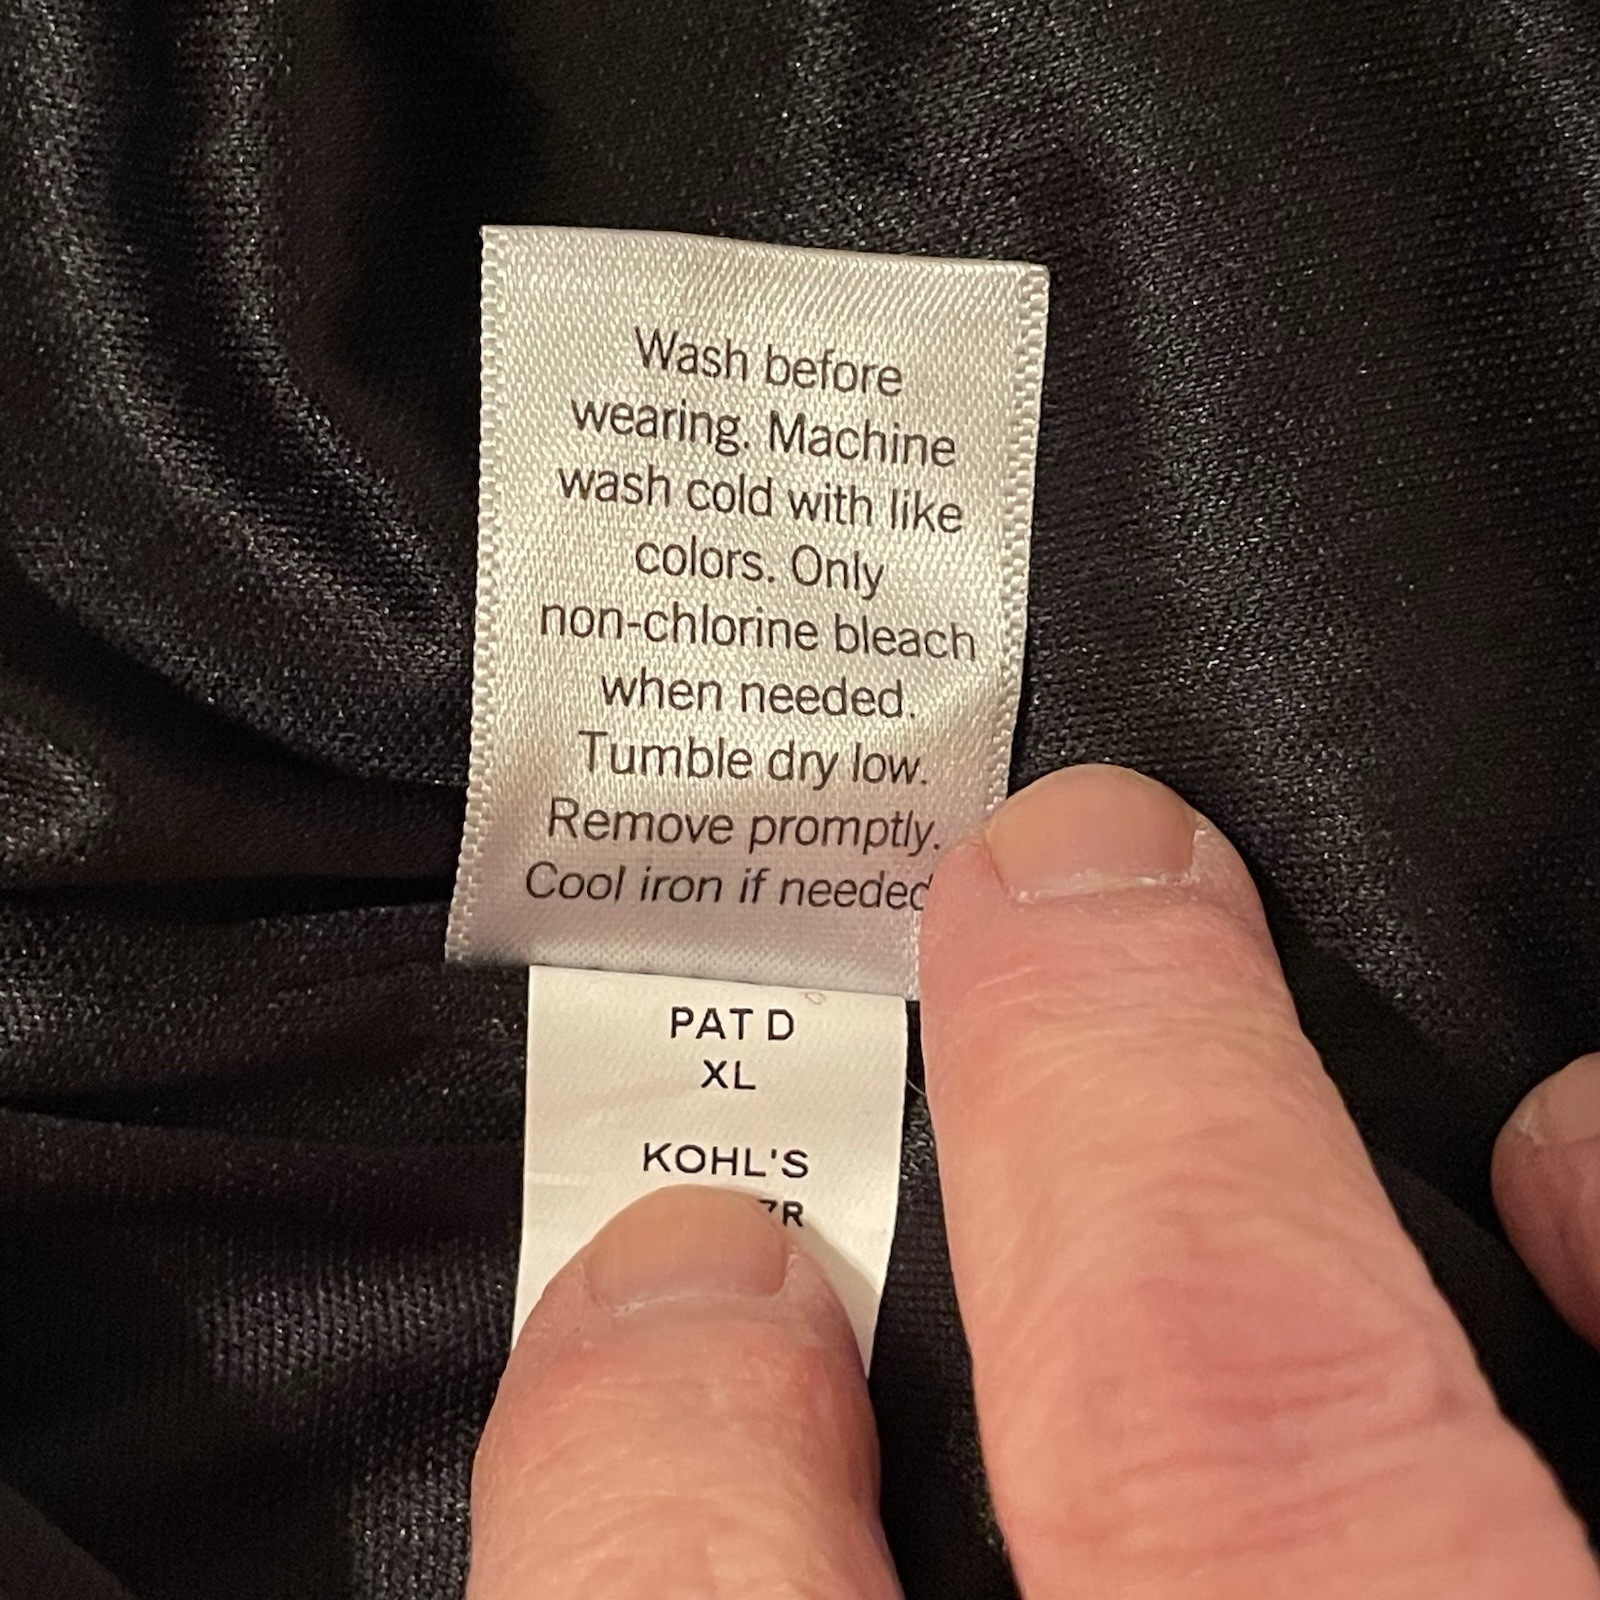 Wash before
wearing. Machine
wash cold with like
colors. Only
non-chlorine bleach
when needed.
Tumble dry low.
Remove promptly.
Cool iron if needed
PAT D
XL
KOHL'S